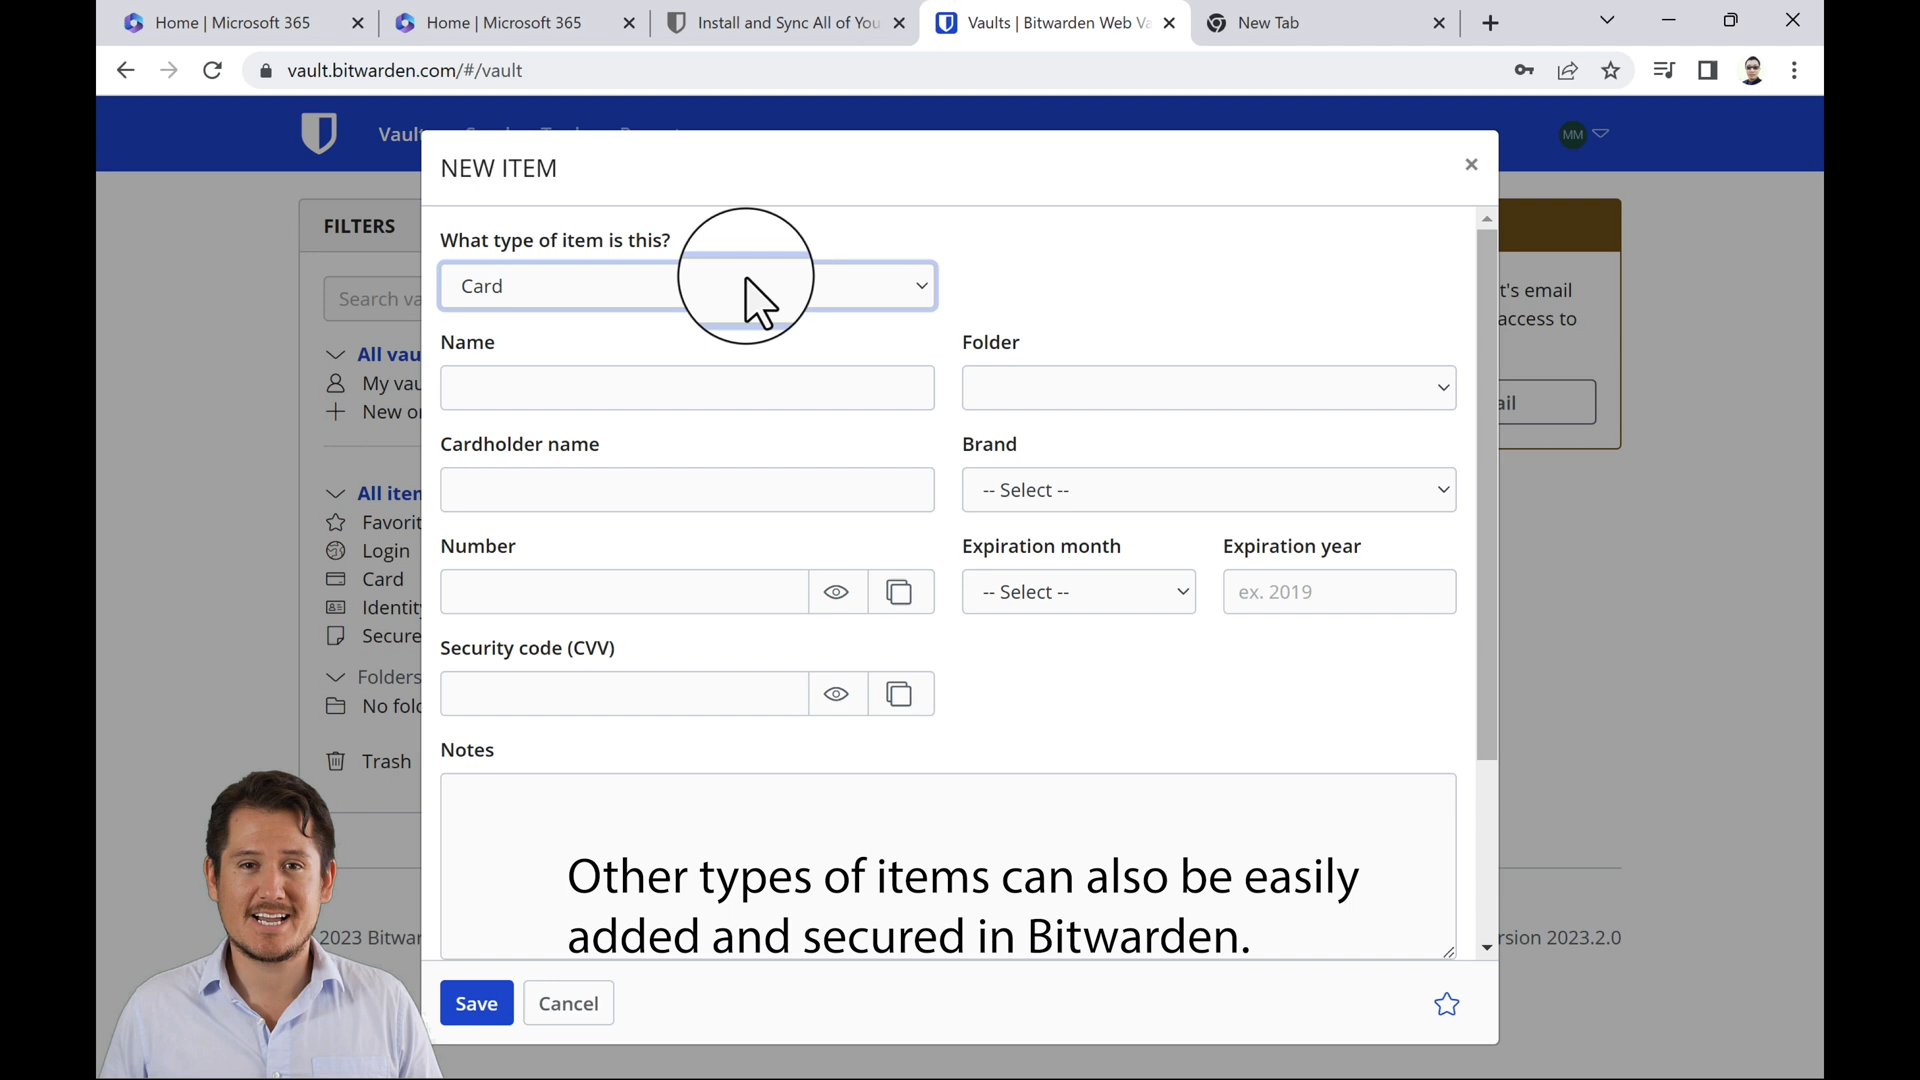 Home | Microsoft 365
Home | Microsoft 365
Install and Sync All of You
Vaults | Bitwarden Web Va
New Tab
vault.bitwarden.com/#/vault
Vault
MM
NEW ITEM
FILTERS
What type of item is this?
Card
Search va
t's email
access to
Name
Folder
All vau
My vau
New or
ail
Cardholder name
Brand
-- Select --
All item
Favorit
Login
Card
Identity
Secure
Number
Expiration month
Expiration year
-- Select --
ex. 2019
Security code (CVV)
Folders
No fold
Notes
Trash
Other types of items can also be easily
added and secured in Bitwarden.
2023 Bitwar
rsion 2023.2.0
Save
Cancel